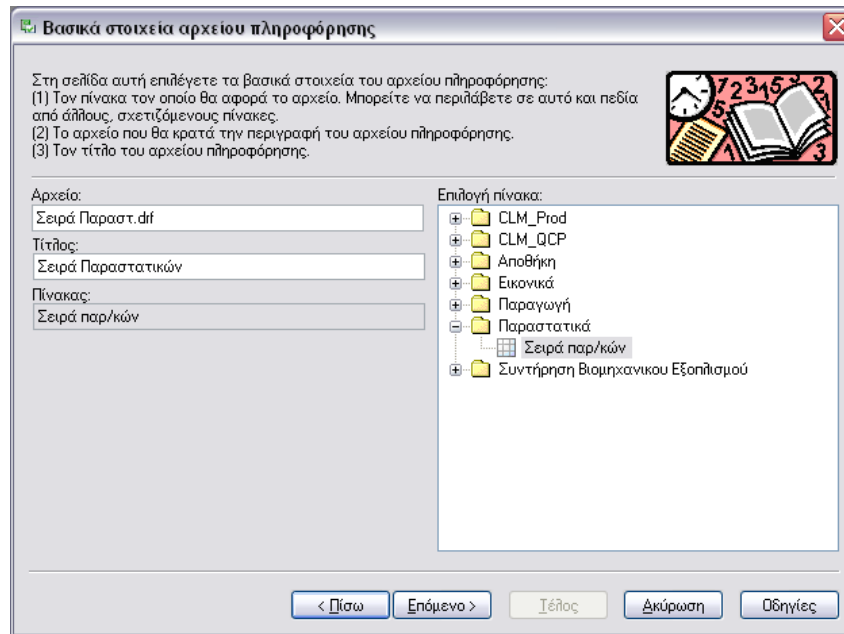 Βασικά στοιχεία αρχείου πληροφόρησης
Στη σελίδα αυτή επιλέγετε τα βασικά στοιχεία του αρχείου πληροφόρησης:
(1) Τον πίνακα τον οποίο θα αφορά το αρχείο. Μπορείτε να περιλάβετε σε αυτό και πεδία
από άλλους, σχετιζόμενους πίνακες.
(2) Το αρχείο που θα κρατά την περιγραφή του αρχείου πληροφόρησης.
(3) Τον τίτλο του αρχείου πληροφόρησης.
Αρχείο:
Σειρά Παραστ.drf
Τίτλος:
Σειρά Παραστατικών
Πίνακας:
Σειρά παρ/κών
Επιλογή πίνακα:
CLM_Prod
CLM_QCP
Αποθήκη
Εικονικά
Παραγωγή
Παραστατικά
Σειρά παρ/κών
Συντήρηση Βιομηχανικου Εξοπλισμού
< Πίσω
Επόμενο >
Τέλος
Ακύρωση
Οδηγίες